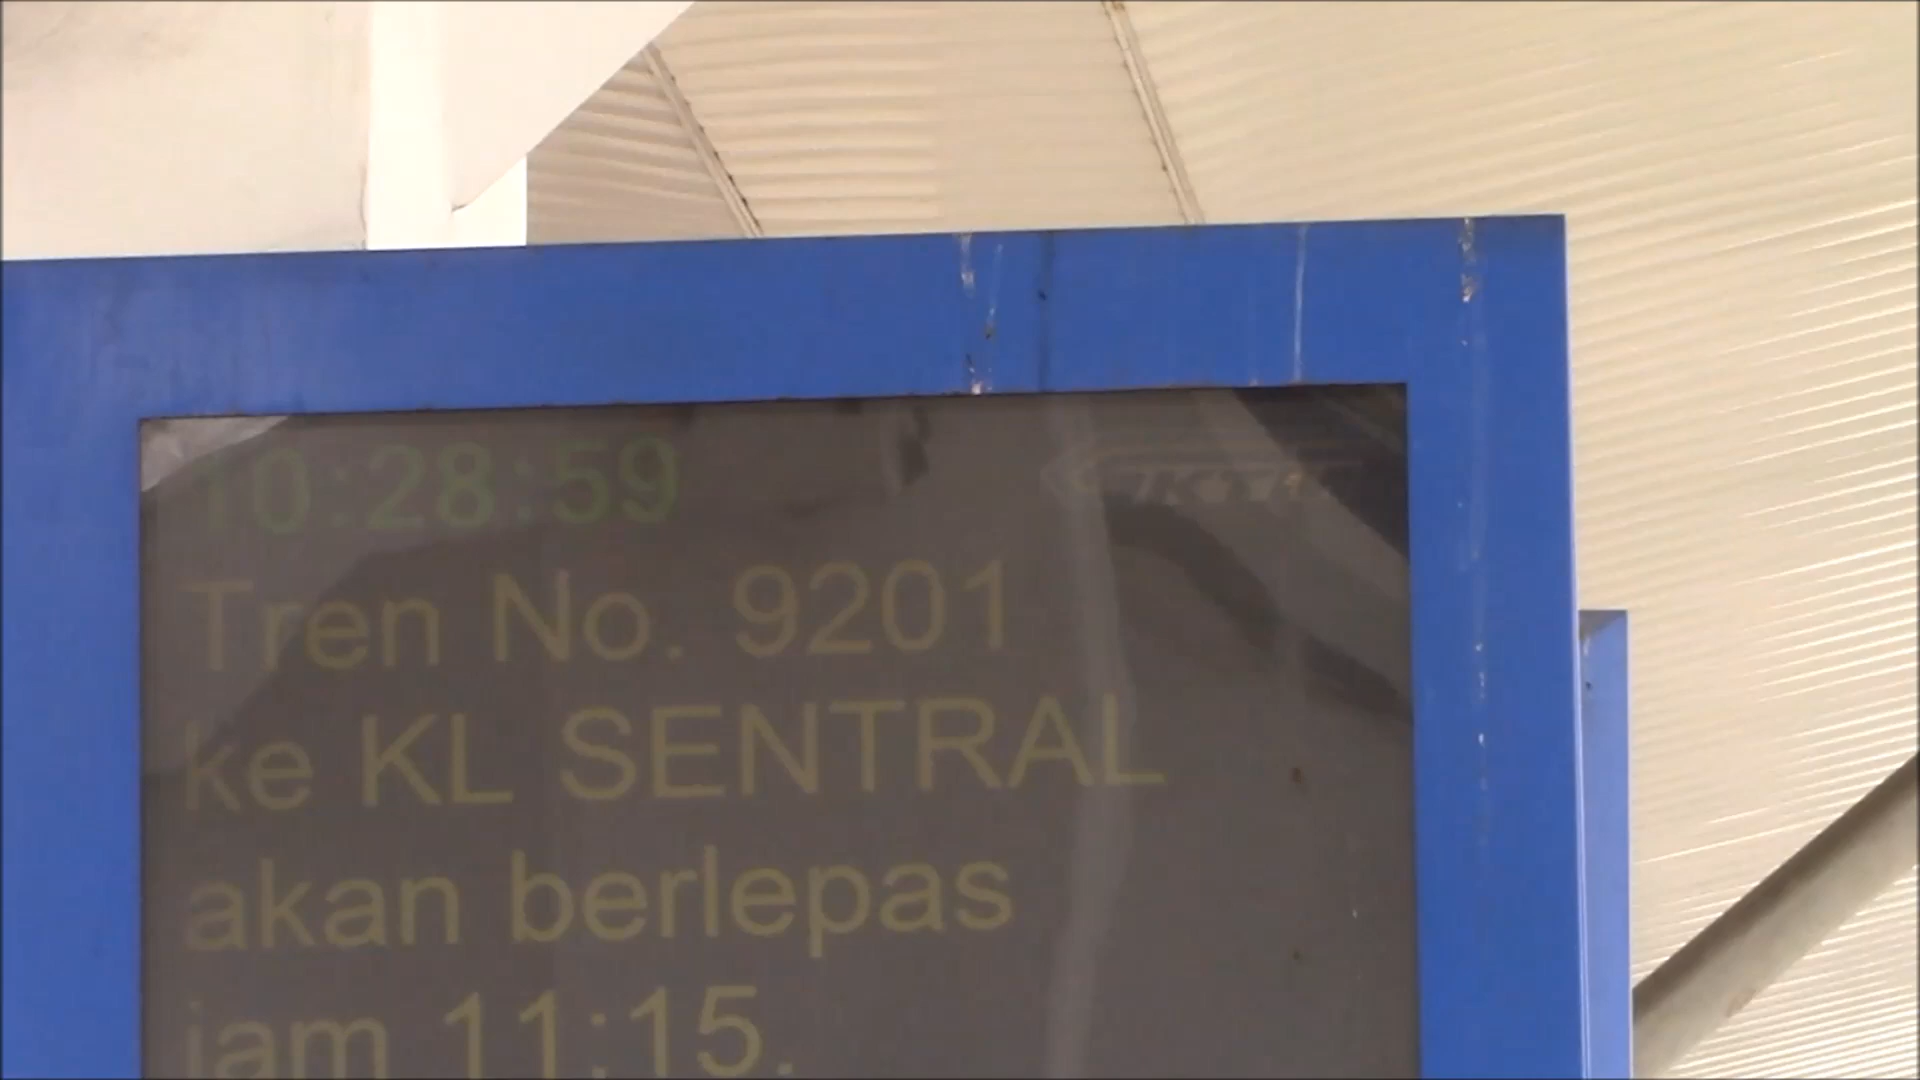 10:28:59
Tren No. 9201
ke KL SENTRAL
akan berlepas
jam 11:15.